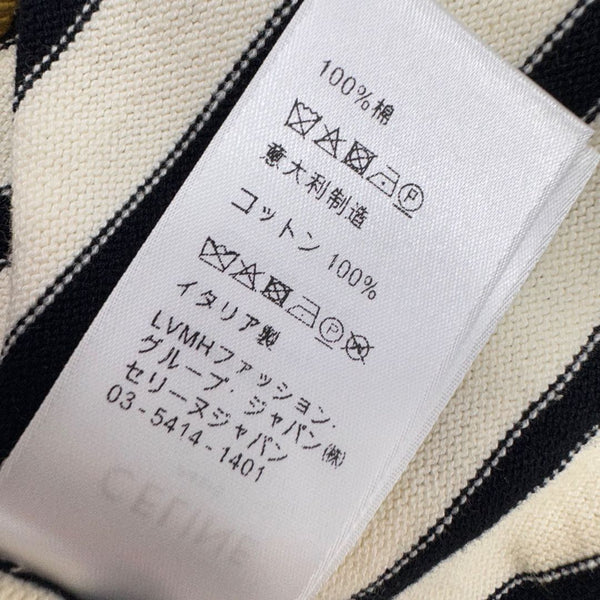 100%棉
P
意大利制造
コットン 100%
P
イタリア製
LVMHファッション.
グループ・ジャパン㈱
セリーヌジャパン
03-5414-1401
CELINE